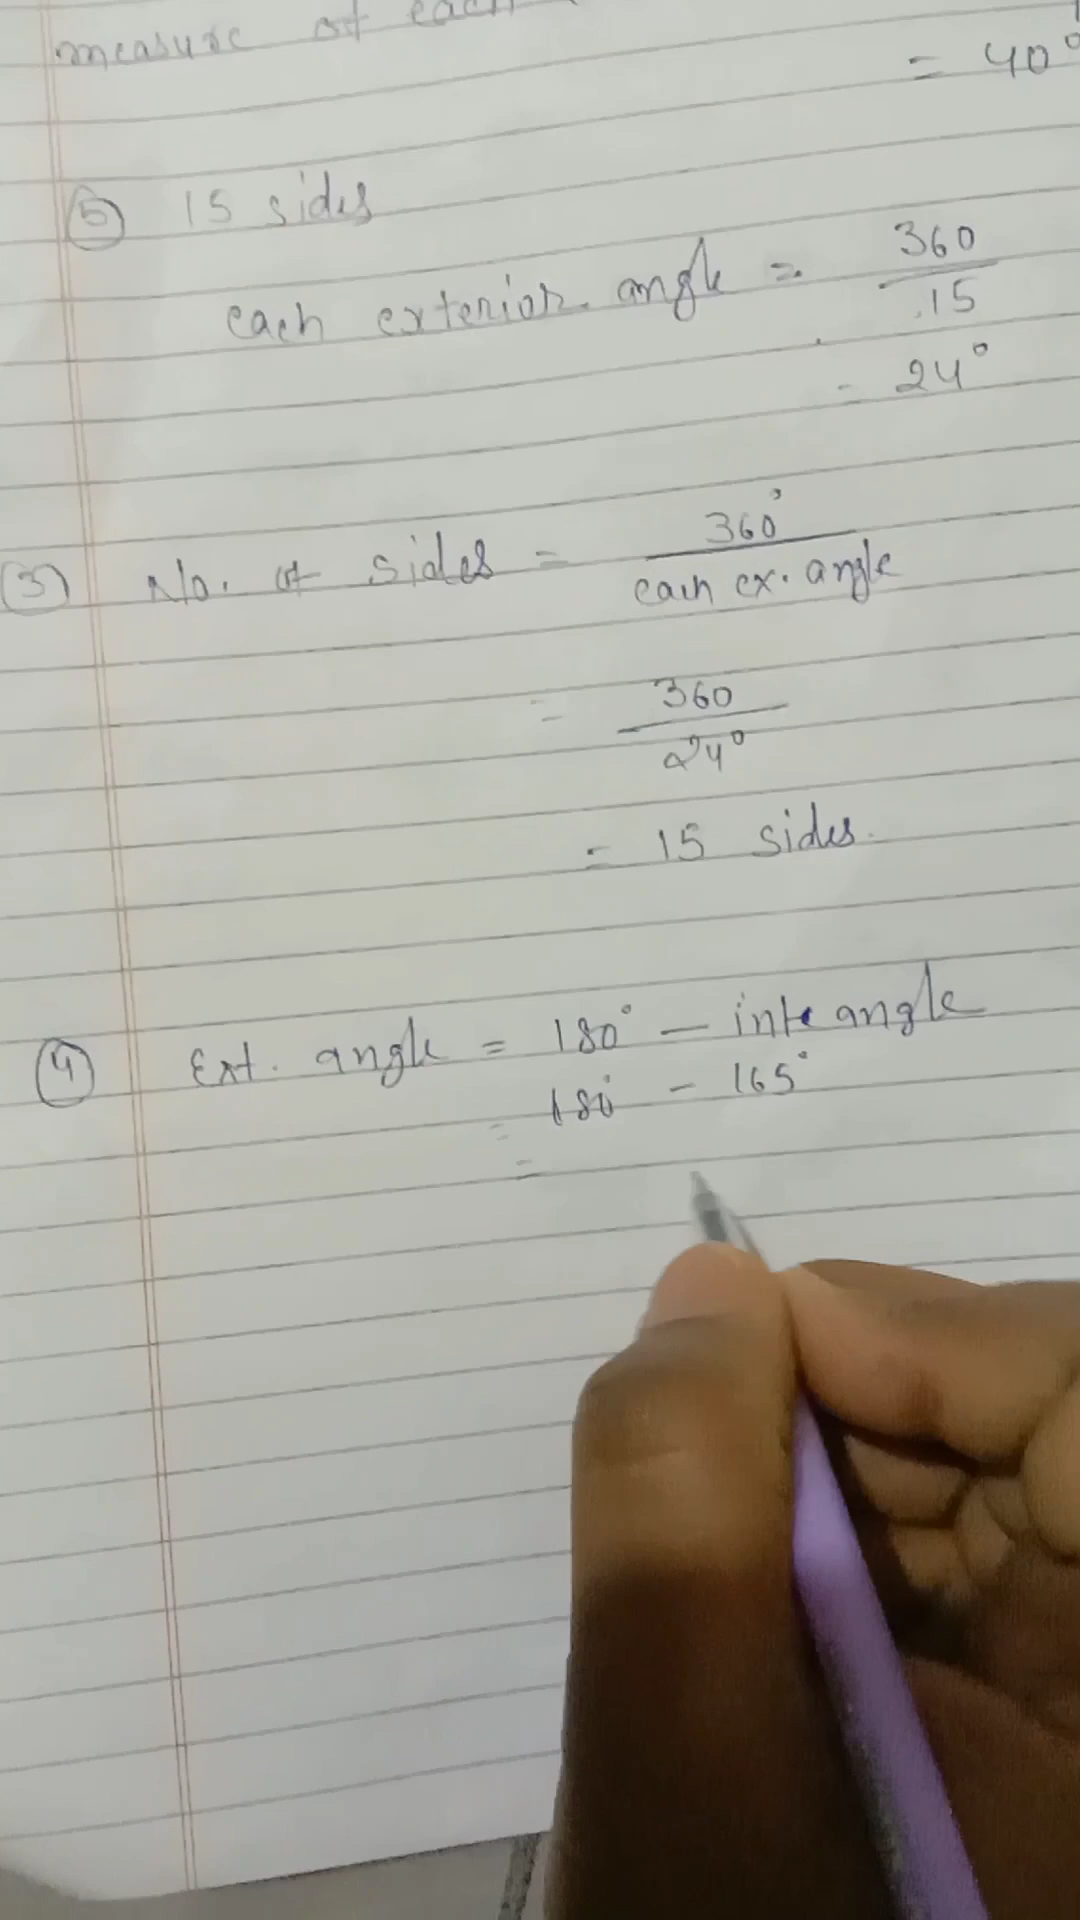 measure of each
= 40°
5 15 sides
each exterior angle = 360
15
= 24°
(3) No. of sides = 360°
each ex. angle
= 360
24°
= 15 sides.
4 Ext. angle = 180° - inte angle
= 180° - 165°
=